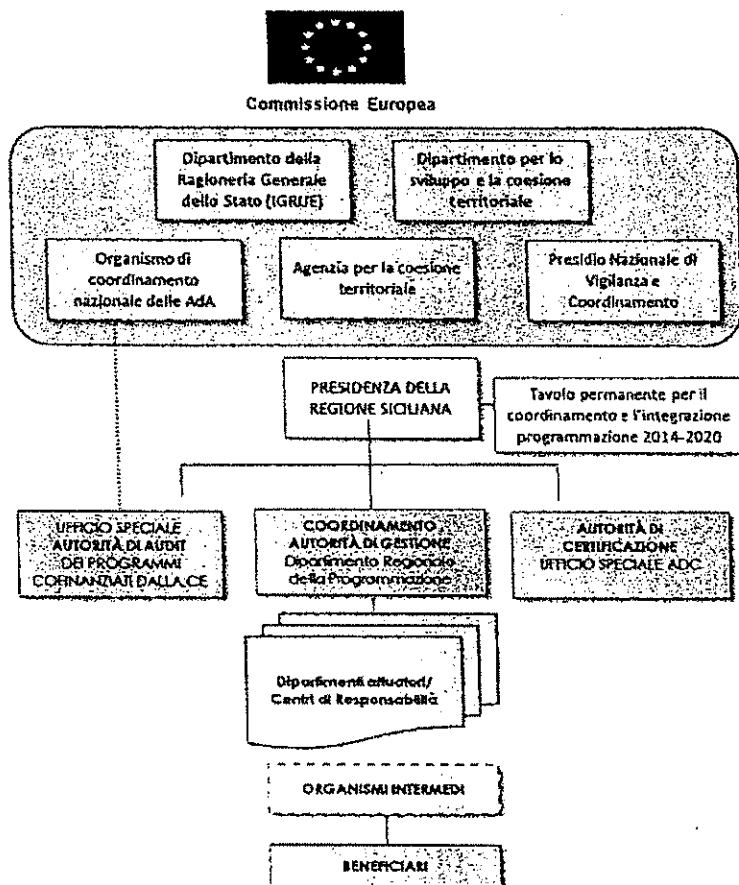 Commissione Europea
Dipartimento della
Ragioneria Generale
dello Stato (IGRUE)
Dipartimento per lo
sviluppo e la coesione
territoriale
Organismo di
coordinamento
nazionale delle AdA
Agenzia per la coesione
territoriale
Presidio Nazionale di
Vigilanza e
Coordinamento
PRESIDENZA DELLA
REGIONE SICILIANA
Tavolo permanente per il
coordinamento e l'integrazione
programmazione 2014-2020
UFFICIO SPECIALE
AUTORITÀ DI AUDIT
DEI PROGRAMMI
COFINANZIATI DALLA CE
COORDINAMENTO
AUTORITÀ DI GESTIONE
Dipartimento Regionale
della Programmazione
AUTORITÀ DI
CERTIFICAZIONE
UFFICIO SPECIALE ADC
Dipartimenti attuatori/
Centri di Responsabilità
ORGANISMI INTERMEDI
BENEFICIARI